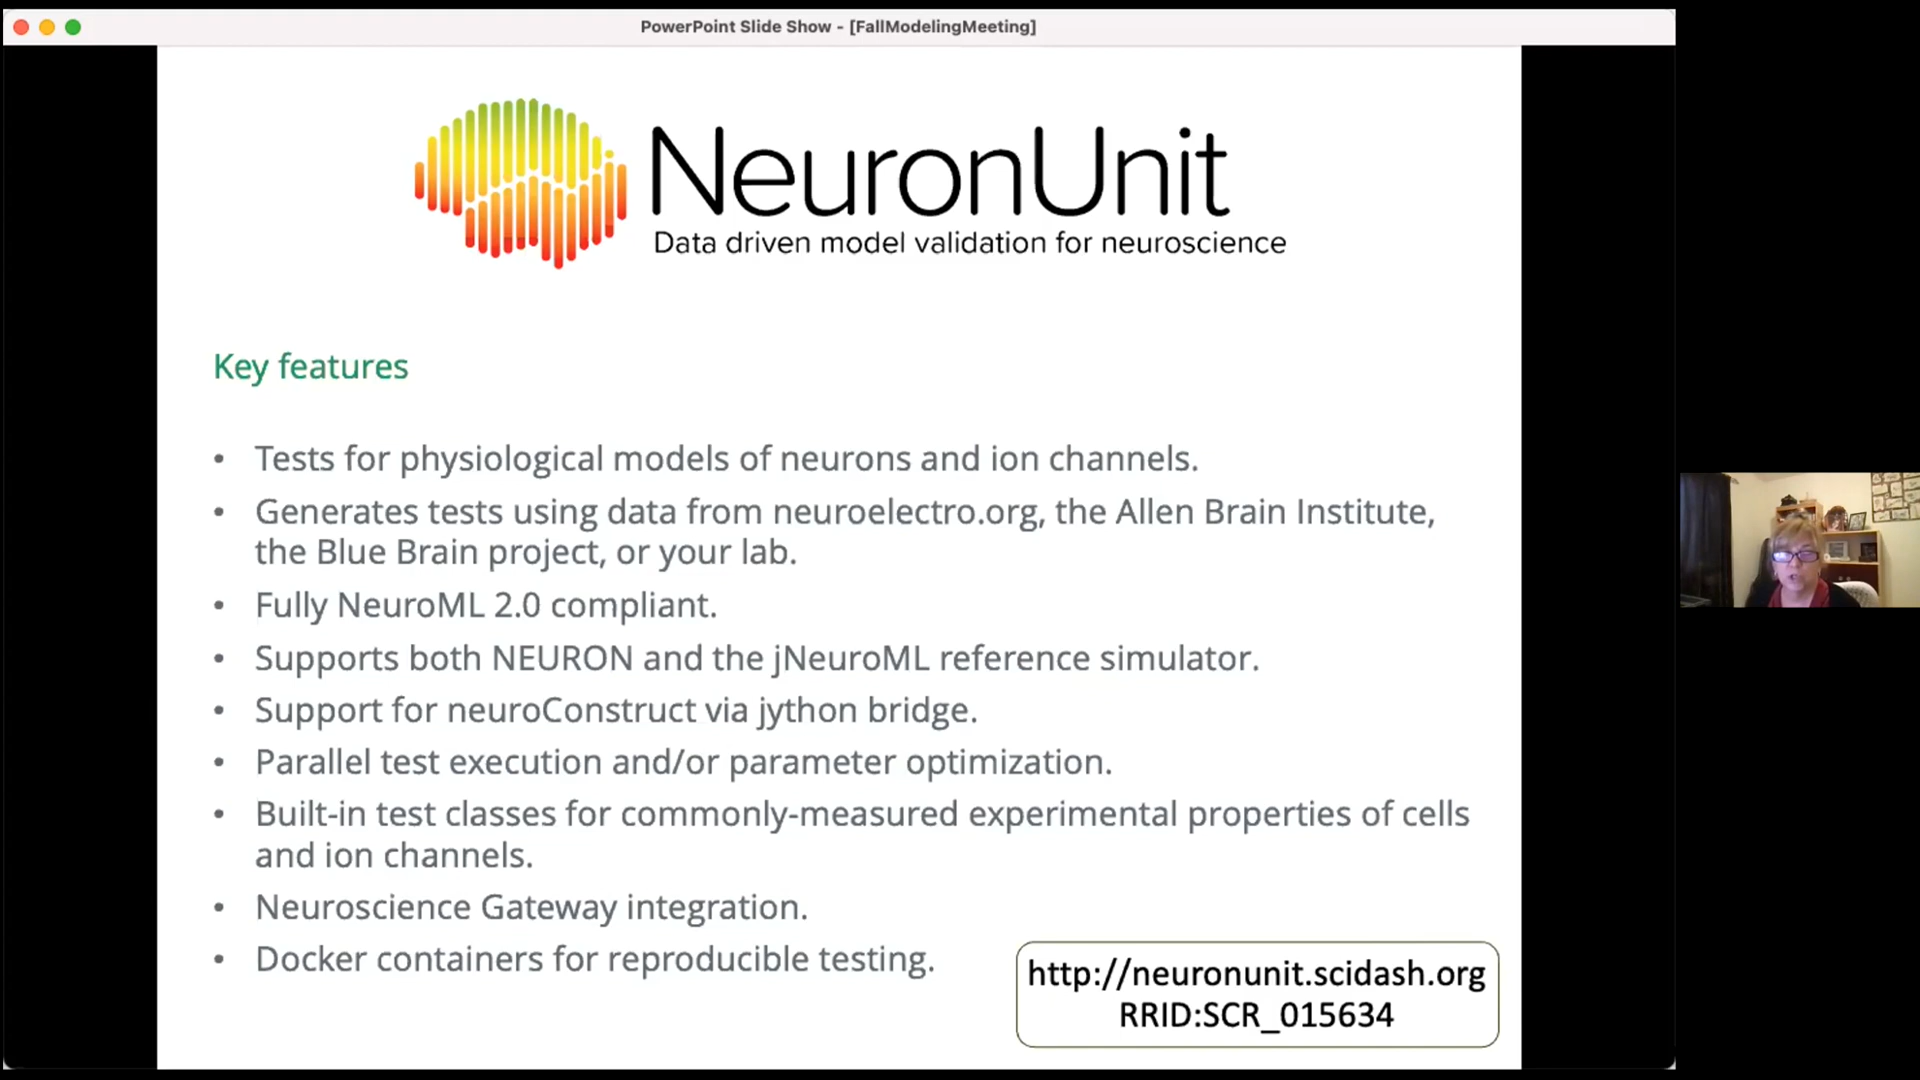 PowerPoint Slide Show - [FallModelingMeeting]
NeuronUnit
Data driven model validation for neuroscience
Key features
• Tests for physiological models of neurons and ion channels.
• Generates tests using data from neuroelectro.org, the Allen Brain Institute,
the Blue Brain project, or your lab.
• Fully NeuroML 2.0 compliant.
• Supports both NEURON and the jNeuroML reference simulator.
• Support for neuroConstruct via jython bridge.
• Parallel test execution and/or parameter optimization.
• Built-in test classes for commonly-measured experimental properties of cells
and ion channels.
• Neuroscience Gateway integration.
• Docker containers for reproducible testing.
http://neuronunit.scidash.org
RRID:SCR_015634